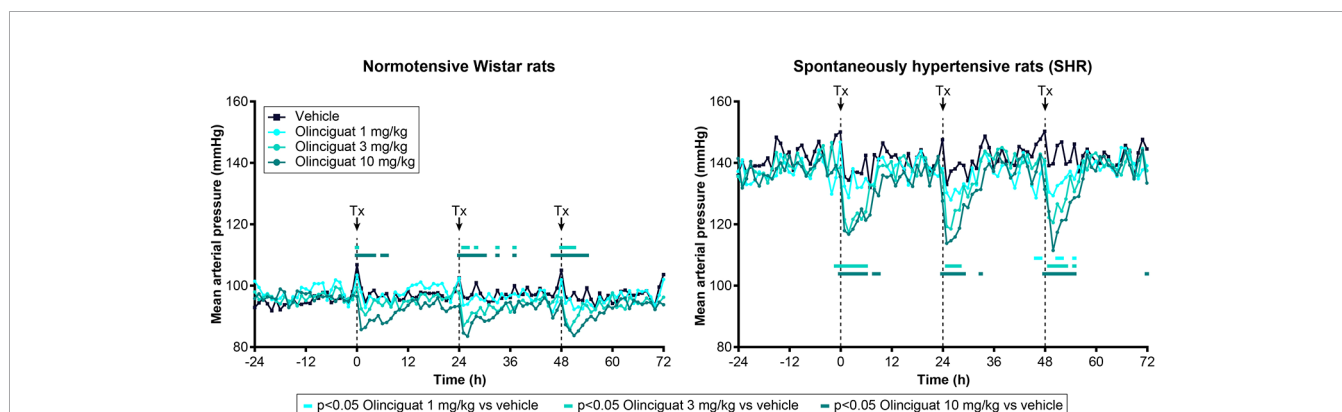 Normotensive Wistar rats
Mean arterial pressure (mmHg)
160
140
120
100
80
Vehicle
Olinciguat 1 mg/kg
Olinciguat 3 mg/kg
Olinciguat 10 mg/kg
Tx Tx Tx
-24 -12 0 12 24 36 48 60 72
Time (h)
Spontaneously hypertensive rats (SHR)
Mean arterial pressure (mmHg)
160
140
120
100
80
Tx Tx Tx
-24 -12 0 12 24 36 48 60 72
Time (h)
p<0.05 Olinciguat 1 mg/kg vs vehicle p<0.05 Olinciguat 3 mg/kg vs vehicle p<0.05 Olinciguat 10 mg/kg vs vehicle